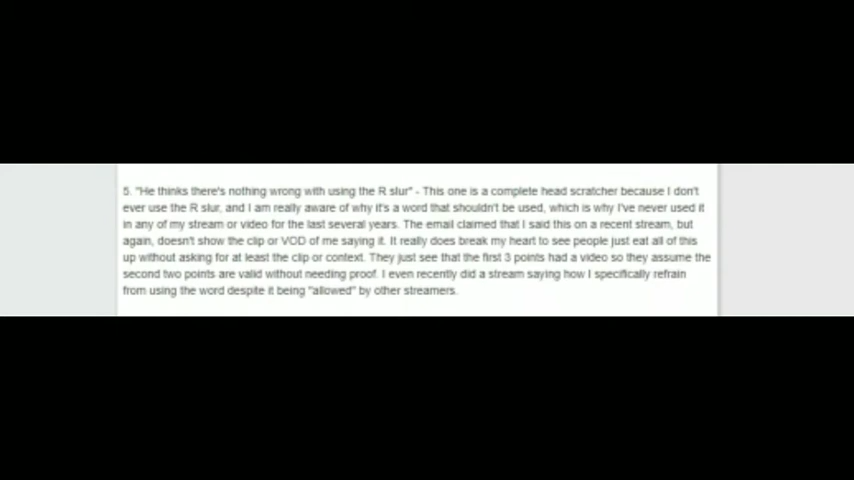 5. "He thinks there's nothing wrong with using the R slur" - This one is a complete head scratcher because I don't
ever use the R slur, and I am really aware of why it's a word that shouldn't be used, which is why I've never used it
in any of my stream or video for the last several years. The email claimed that I said this on a recent stream, but
again, doesn't show the clip or VOD of me saying it. It really does break my heart to see people just eat all of this
up without asking for at least the clip or context. They just see that the first 3 points had a video so they assume the
second two points are valid without needing proof. I even recently did a stream saying how I specifically refrain
from using the word despite it being "allowed" by other streamers.